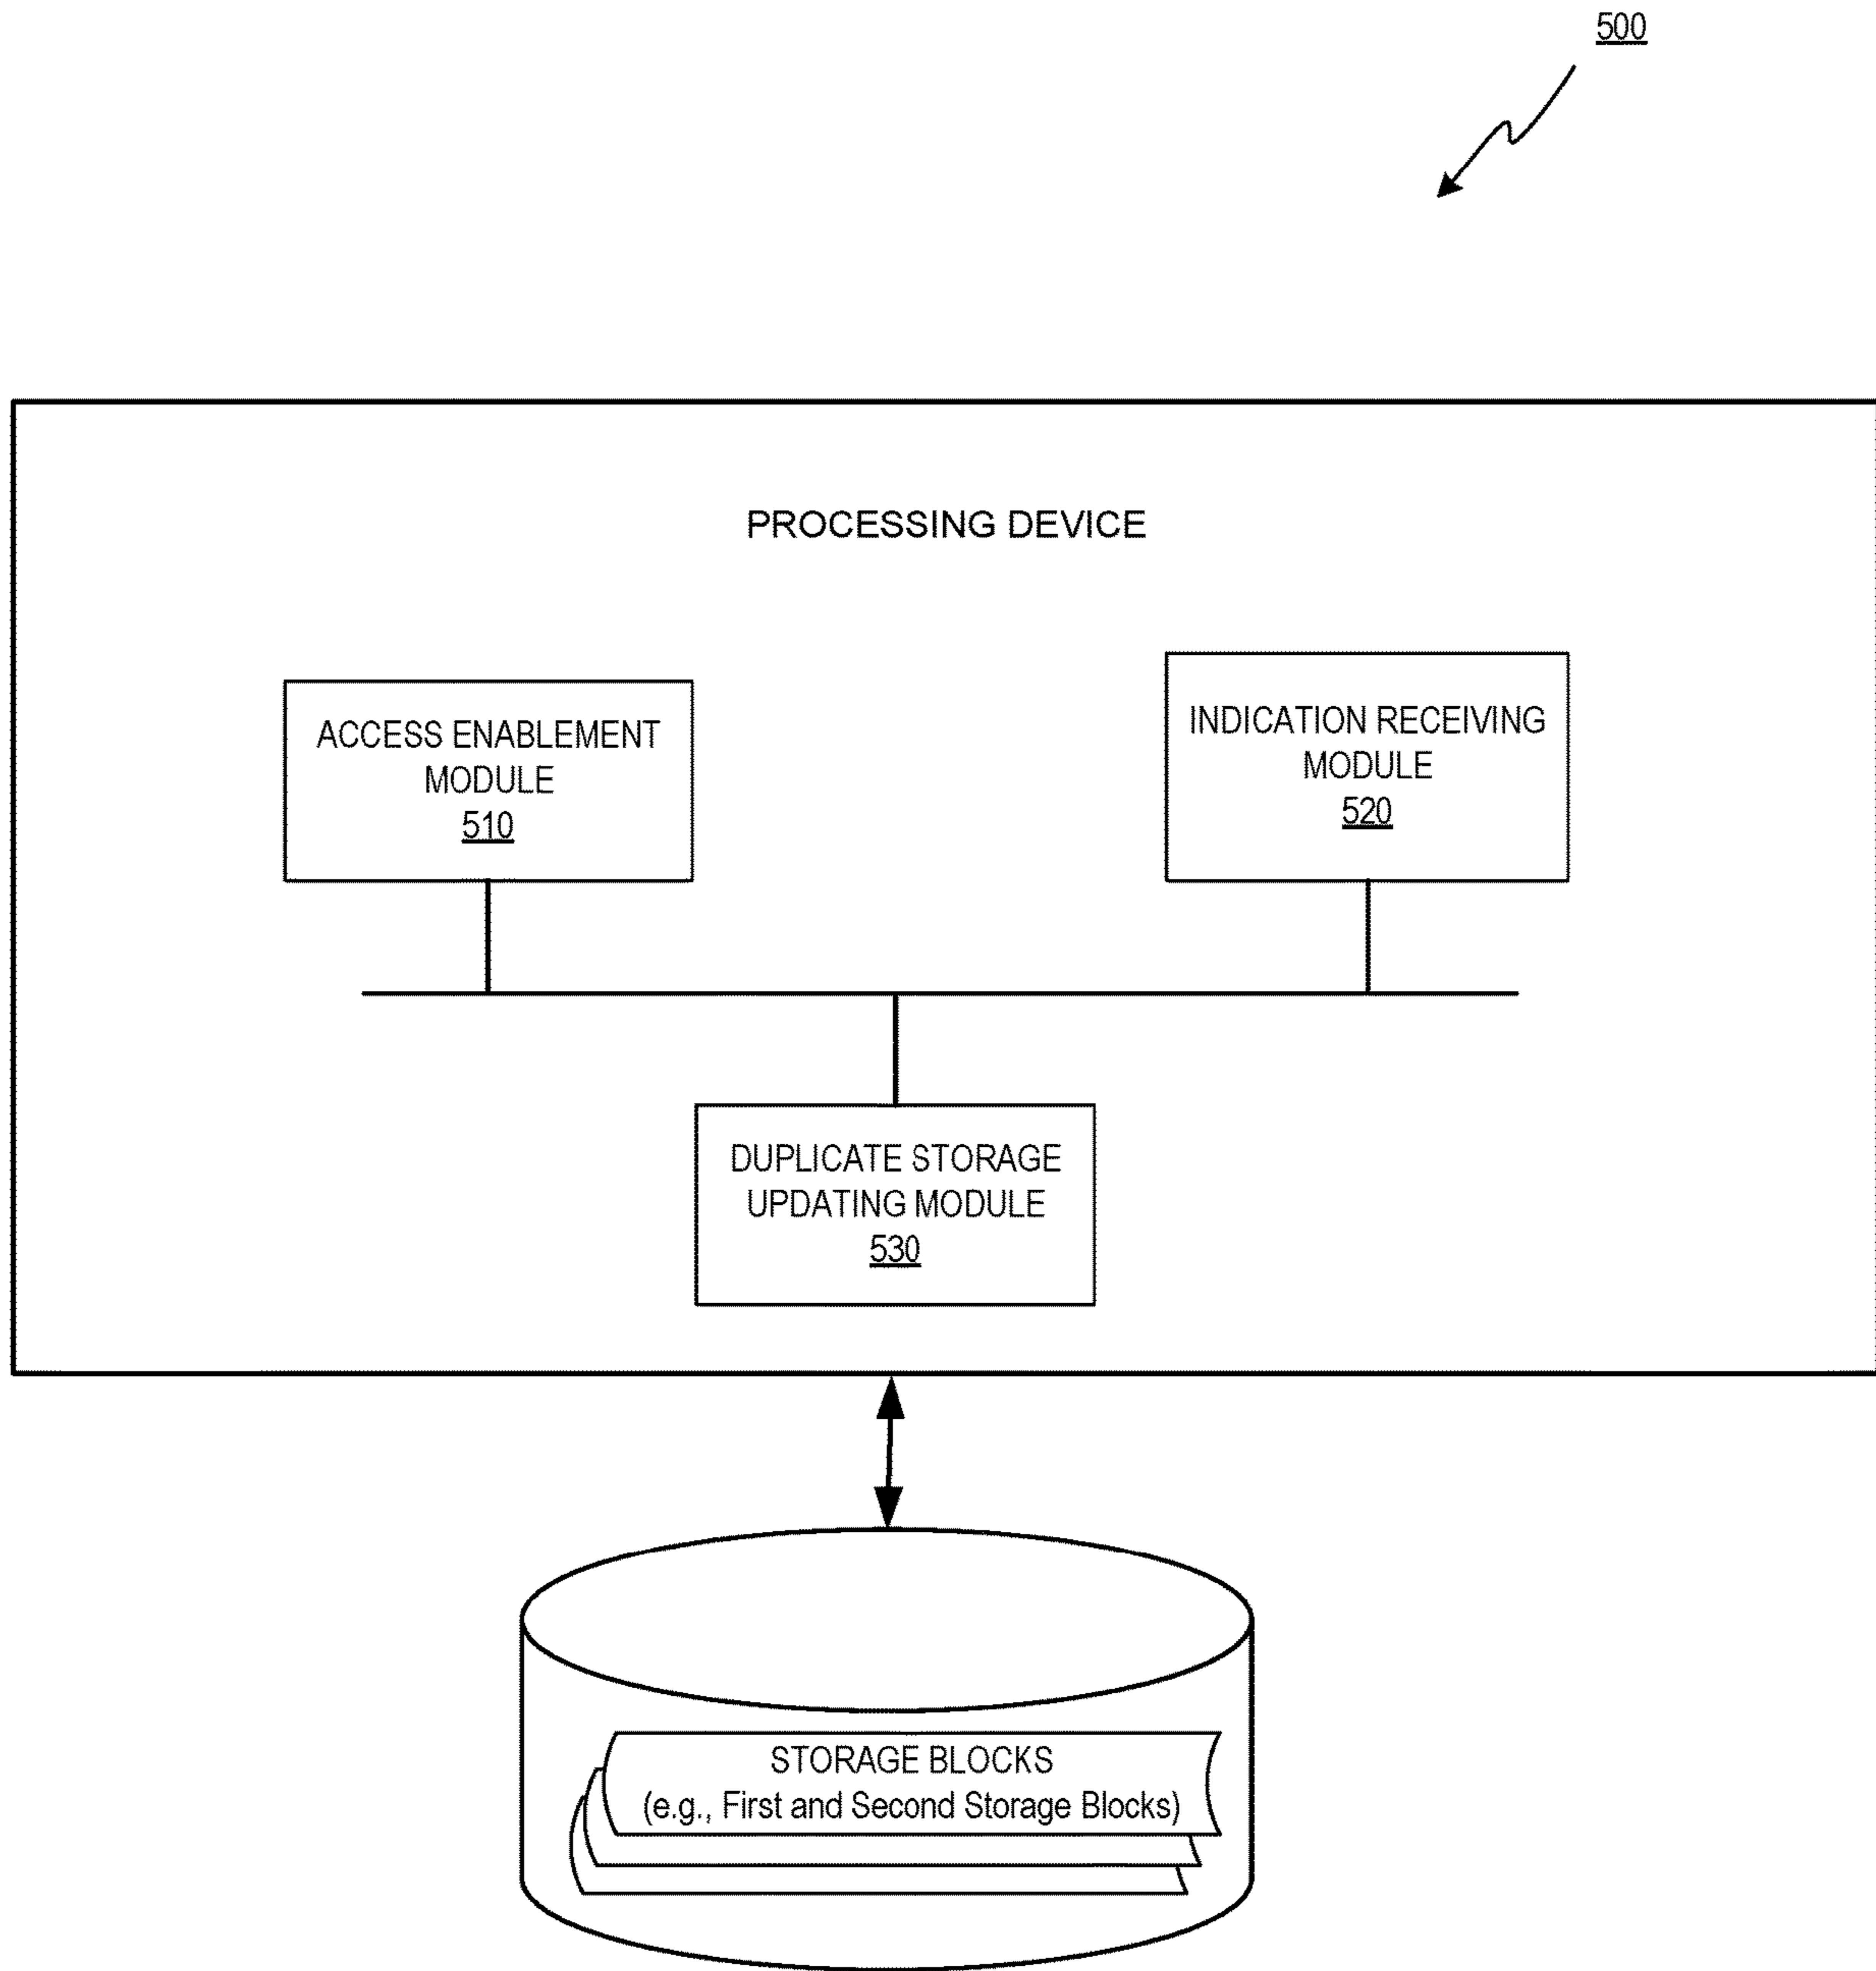 500
PROCESSING DEVICE
ACCESS ENABLEMENT
MODULE
510
INDICATION RECEIVING
MODULE
520
DUPLICATE STORAGE
UPDATING MODULE
530
STORAGE BLOCKS
(e.g., First and Second Storage Blocks)